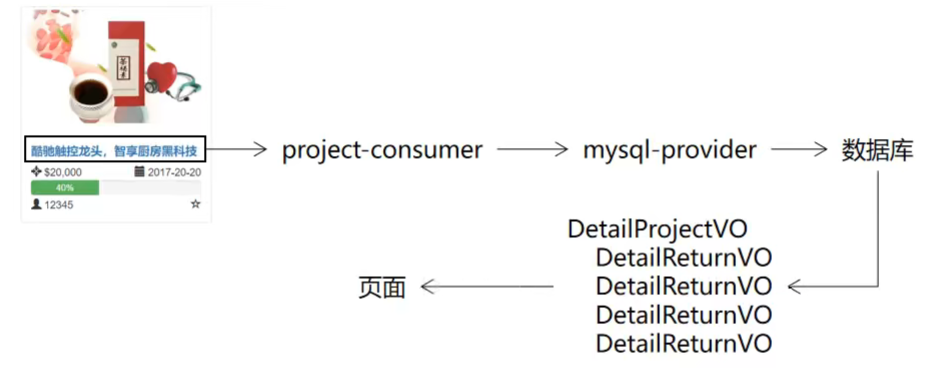 酷驰触控龙头，智享厨房黑科技
$20,000 2017-20-20
40%
12345
project-consumer
mysql-provider
数据库
DetailProjectVO
DetailReturnVO
DetailReturnVO
DetailReturnVO
DetailReturnVO
页面